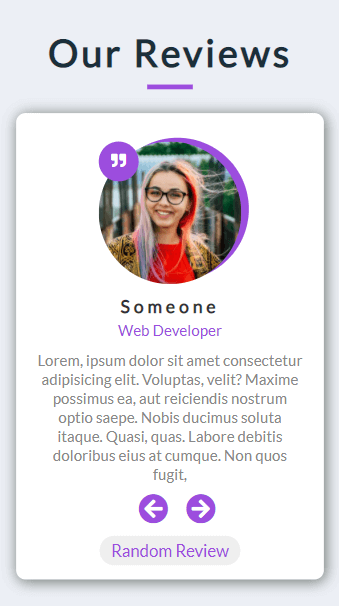 Our Reviews
Someone
Web Developer
Lorem, ipsum dolor sit amet consectetur
adipisicing elit. Voluptas, velit? Maxime
possimus ea, aut reiciendis nostrum
optio saepe. Nobis ducimus soluta
itaque. Quasi, quas. Labore debitis
doloribus eius at cumque. Non quos
fugit,
Random Review